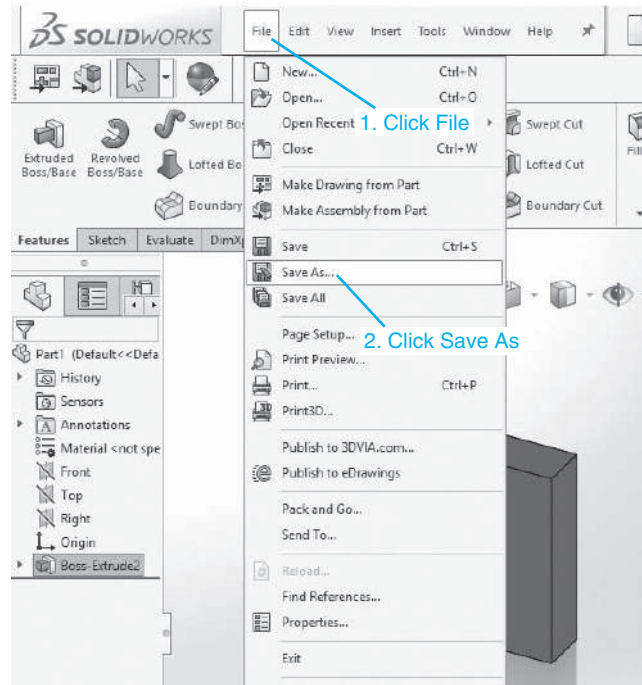 SOLIDWORKS
File Edit View Insert Tools Window Help
New... Ctrl+N
Open... Ctrl+O
1. Click File
Open Recent
Close Ctrl+W
Swept Bos
Swept Cut
Extruded Boss/Base
Revolved Boss/Base
Lofted Bo
Lofted Cut
Make Drawing from Part
Make Assembly from Part
Boundary
Boundary Cut
Features Sketch Evaluate DimXp
Save Ctrl+S
Save As...
Save All
2. Click Save As
Page Setup...
Print Preview...
Print... Ctrl+P
Print3D...
Publish to 3DVIA.com...
Publish to eDrawings
Pack and Go...
Send To...
Reload...
Find References...
Properties...
Exit
Part1 (Default<<Defa
History
Sensors
Annotations
Material <not spe
Front
Top
Right
Origin
Boss-Extrude2